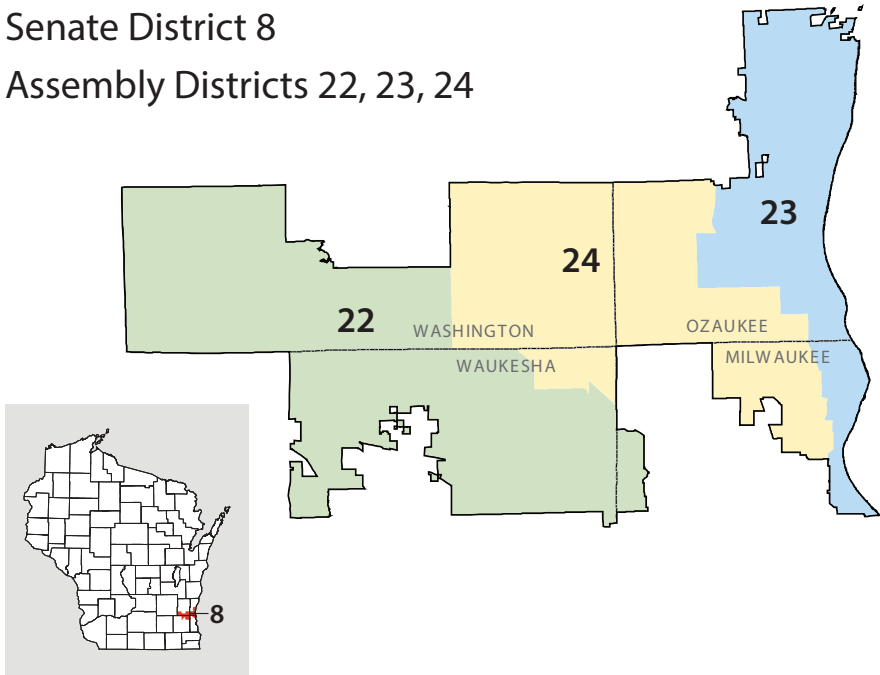 Senate District 8
Assembly Districts 22, 23, 24
23
24
22
WASHINGTON
OZAUKEE
WAUKESHA
MILWAUKEE
8